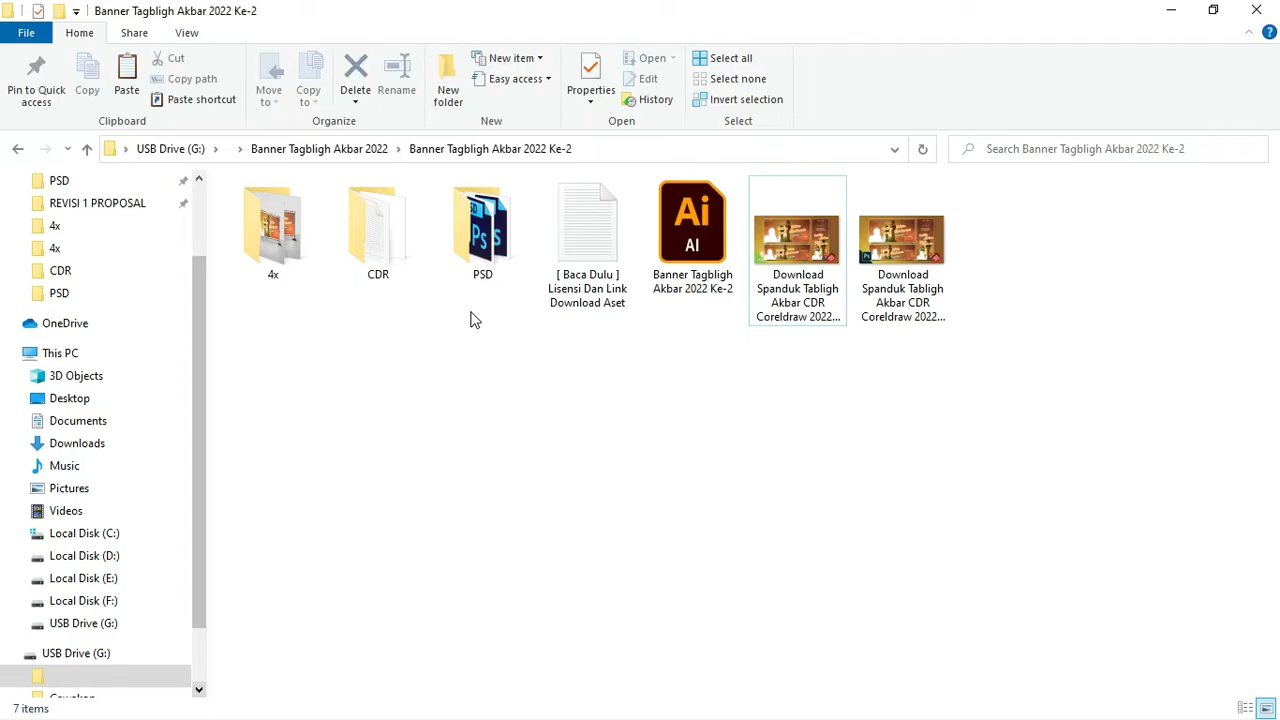 Banner Tagbligh Akbar 2022 Ke-2
File
Home
Share
View
Pin to Quick access
Copy
Paste
Cut
Copy path
Paste shortcut
Clipboard
Move to
Copy to
Delete
Rename
Organize
New folder
New item
Easy access
New
Properties
Open
Edit
History
Open
Select all
Select none
Invert selection
Select
USB Drive (G:)
Banner Tagbligh Akbar 2022
Banner Tagbligh Akbar 2022 Ke-2
Search Banner Tagbligh Akbar 2022 Ke-2
PSD
REVISI 1 PROPOSAL
4x
4x
CDR
PSD
OneDrive
This PC
3D Objects
Desktop
Documents
Downloads
Music
Pictures
Videos
Local Disk (C:)
Local Disk (D:)
Local Disk (E:)
Local Disk (F:)
USB Drive (G:)
USB Drive (G:)
4x
CDR
Ps
PSD
[ Baca Dulu ]
Lisensi Dan Link
Download Aset
Ai
AI
Banner Tagbligh
Akbar 2022 Ke-2
Download
Spanduk Tabligh
Akbar CDR
Coreldraw 2022...
Download
Spanduk Tabligh
Akbar CDR
Coreldraw 2022...
7 items